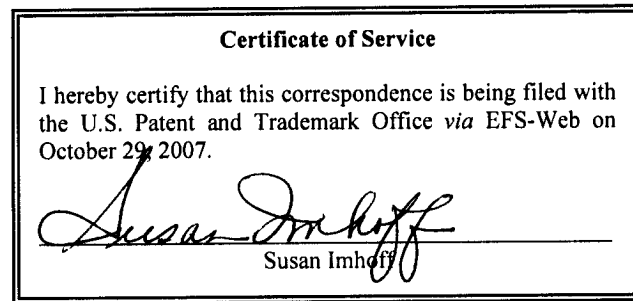 Certificate of Service
I hereby certify that this correspondence is being filed with
the U.S. Patent and Trademark Office via EFS-Web on
October 29, 2007.
Susan Imhoff
Susan Imhoff